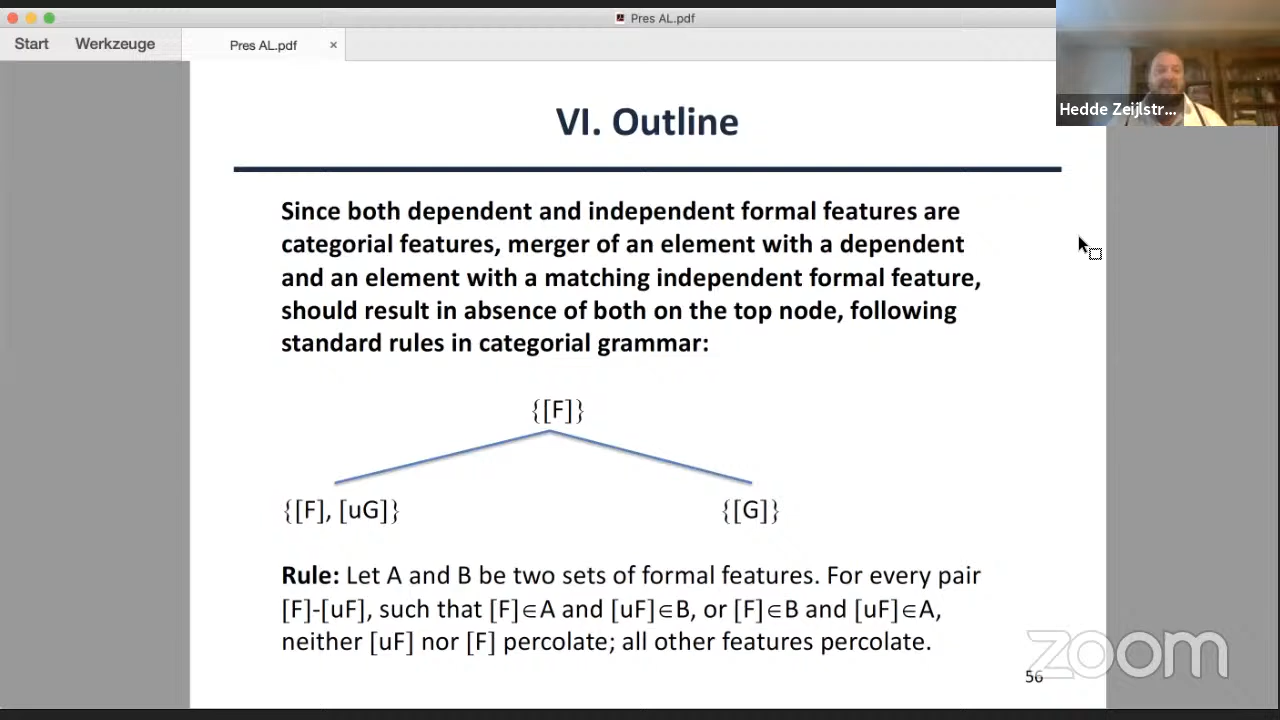 Pres AL.pdf
Start Werkzeuge Pres AL.pdf ×
Hedde Zeijlstr...
VI. Outline
Since both dependent and independent formal features are
categorial features, merger of an element with a dependent
and an element with a matching independent formal feature,
should result in absence of both on the top node, following
standard rules in categorial grammar:
{[F]}
{[F], [uG]} {[G]}
Rule: Let A and B be two sets of formal features. For every pair
[F]-[uF], such that [F]∈A and [uF]∈B, or [F]∈B and [uF]∈A,
neither [uF] nor [F] percolate; all other features percolate.
zoom
56